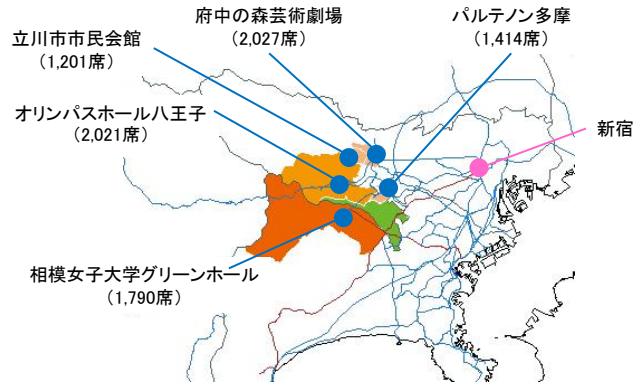 府中の森芸術劇場
（2,027席）
パルテノン多摩
（1,414席）
立川市市民会館
（1,201席）
オリンパスホール八王子
（2,021席）
新宿
相模女子大学グリーンホール
（1,790席）